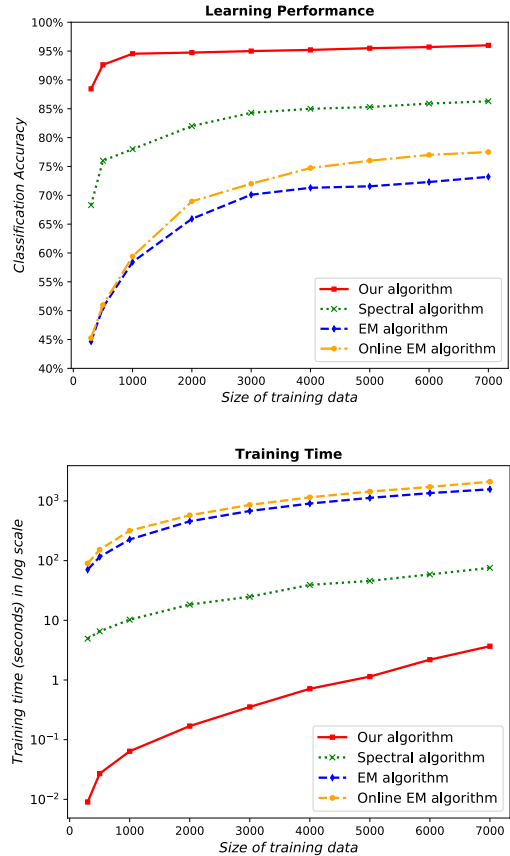 Learning Performance
100%
95%
90%
85%
80%
75%
70%
65%
60%
55%
50%
45%
40%
Classification Accuracy
Our algorithm
Spectral algorithm
EM algorithm
Online EM algorithm
0 1000 2000 3000 4000 5000 6000 7000
Size of training data
Training Time
10³
10²
10
1
10⁻¹
10⁻²
Training time (seconds) in log scale
Our algorithm
Spectral algorithm
EM algorithm
Online EM algorithm
0 1000 2000 3000 4000 5000 6000 7000
Size of training data